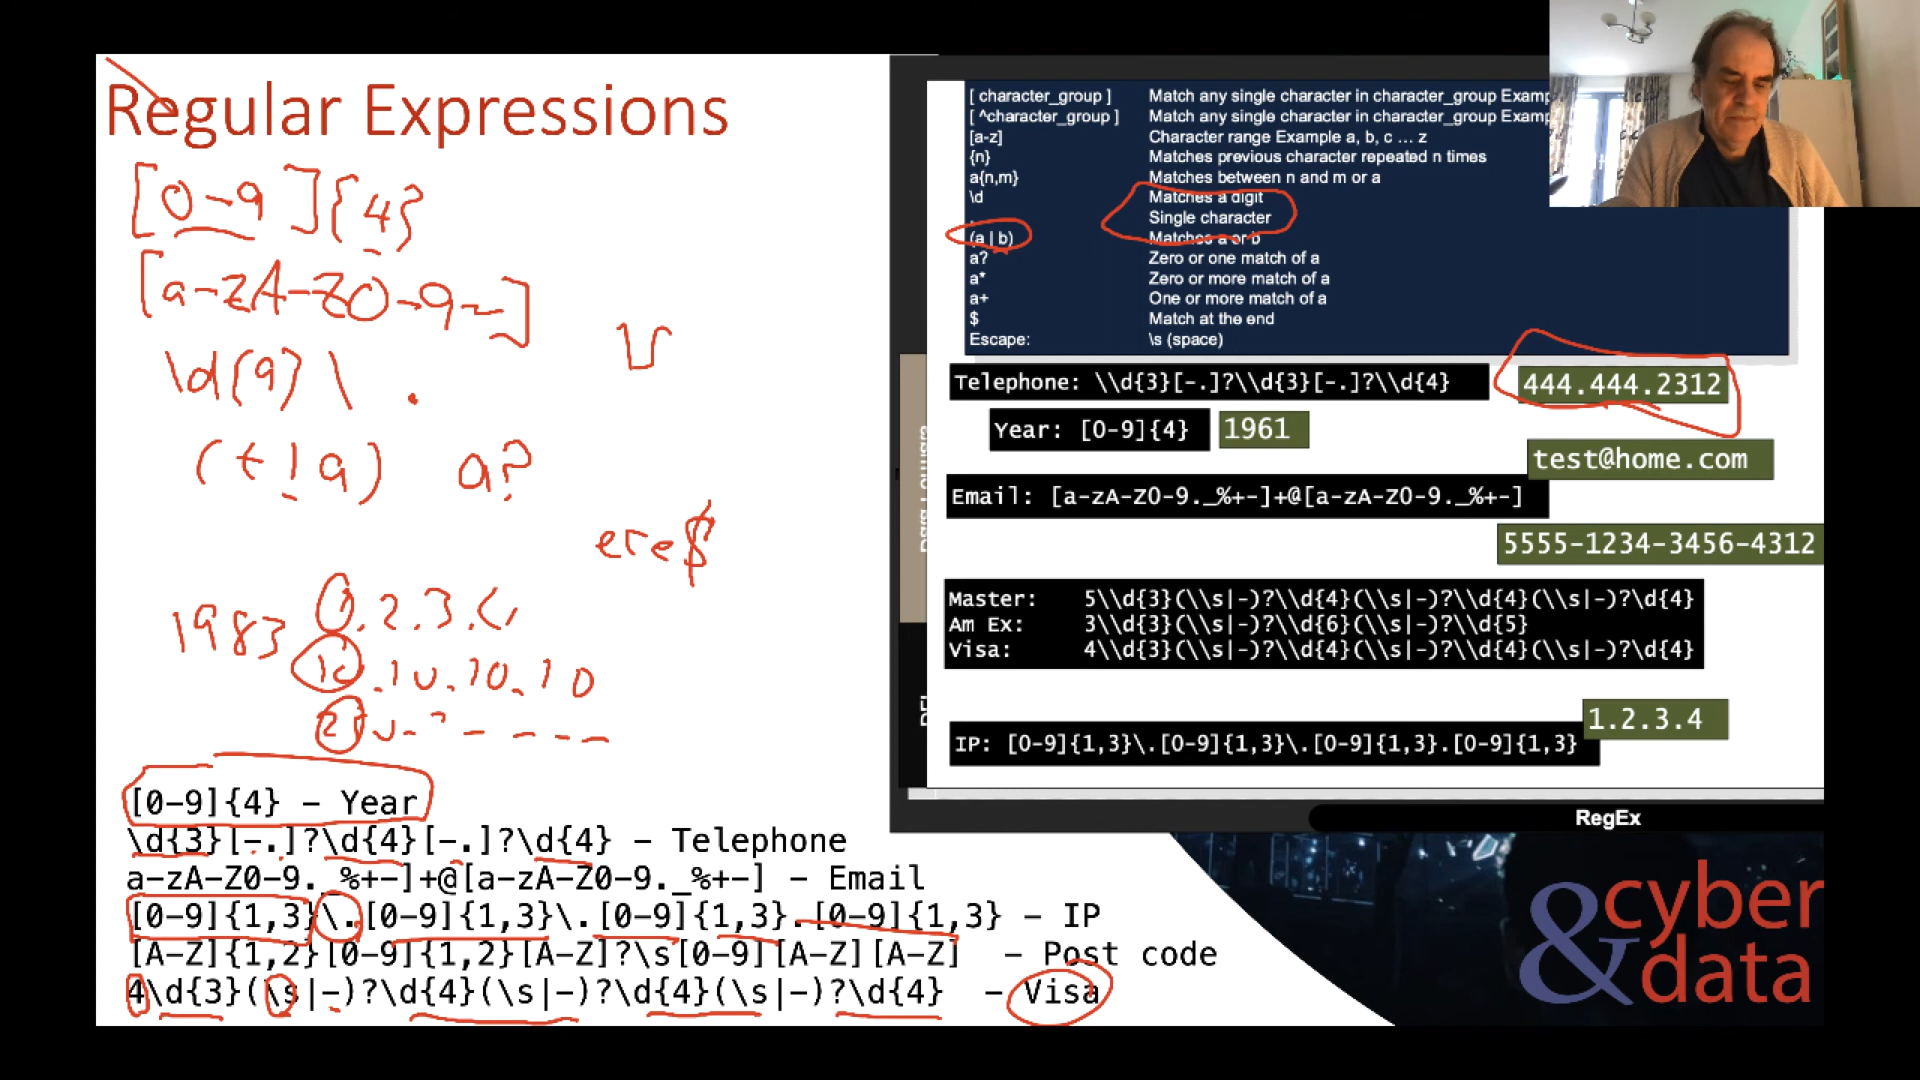 Regular Expressions
[0-9]{4}
[a-zA-Z0-9~]
\d(9) \ .
(t!a) a?
ere$
1983
1.2.3.4
10.10.10.10
[0-9]{4} - Year
\d{3}[-.]?\d{4}[-.]?\d{4} - Telephone
a-zA-Z0-9._%+-]+@[a-zA-Z0-9._%+-] - Email
[0-9]{1,3}\.[0-9]{1,3}\.[0-9]{1,3}.[0-9]{1,3} - IP
[A-Z]{1,2}[0-9]{1,2}[A-Z]?\s[0-9][A-Z][A-Z] - Post code
4\d{3}(\s|-)?\d{4}(\s|-)?\d{4}(\s|-)?\d{4} - Visa
[ character_group ] Match any single character in character_group Examp
[ ^character_group ] Match any single character in character_group Examp
[a-z] Character range Example a, b, c … z
{n} Matches previous character repeated n times
a{n,m} Matches between n and m or a
\d Matches a digit
. Single character
(a | b) Matches a or b
a? Zero or one match of a
a* Zero or more match of a
a+ One or more match of a
$ Match at the end
Escape: \s (space)
Telephone: \\d{3}[-.]?\\d{3}[-.]?\\d{4}
444.444.2312
Year: [0-9]{4}
1961
test@home.com
Email: [a-zA-Z0-9._%+-]+@[a-zA-Z0-9._%+-]
5555-1234-3456-4312
Master: 5\\d{3}(\\s|-)?\\d{4}(\\s|-)?\\d{4}(\\s|-)?\d{4}
Am Ex: 3\\d{3}(\\s|-)?\\d{6}(\\s|-)?\\d{5}
Visa: 4\\d{3}(\\s|-)?\\d{4}(\\s|-)?\\d{4}(\\s|-)?\d{4}
1.2.3.4
IP: [0-9]{1,3}\.[0-9]{1,3}\.[0-9]{1,3}.[0-9]{1,3}
RegEx
cyber
&data